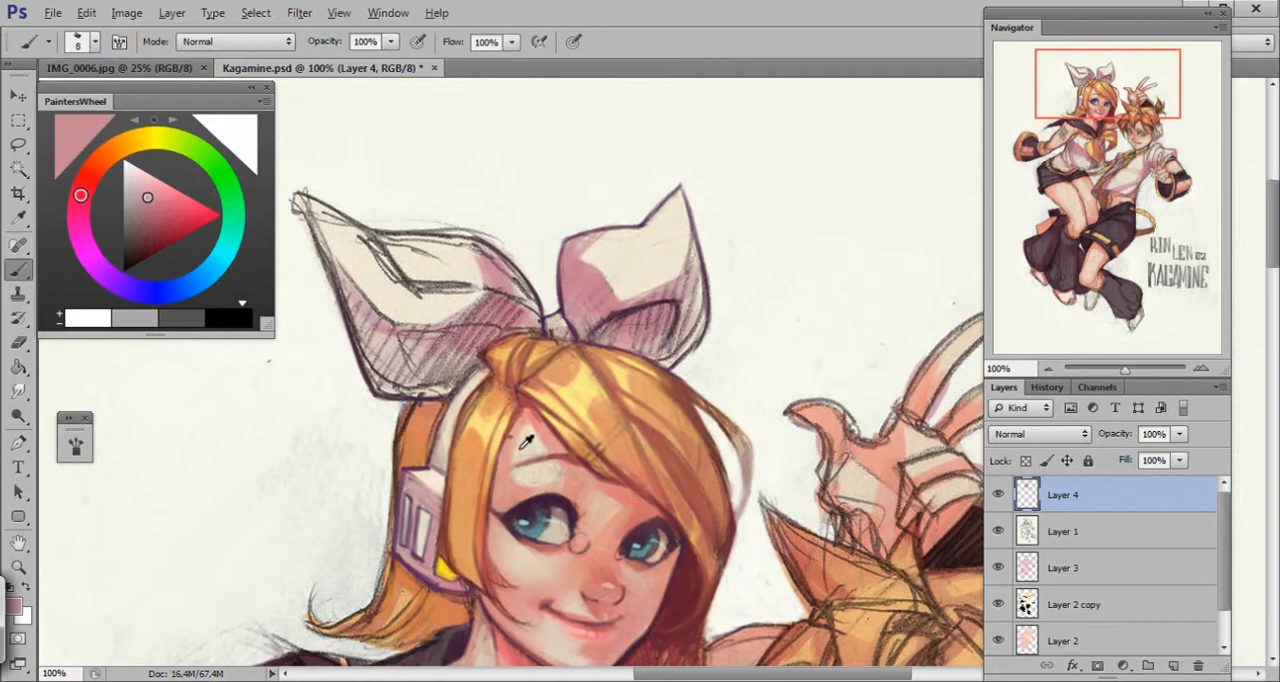 Ps File Edit Image Layer Type Select Filter View Window Help
8 Mode: Normal Opacity: 100% Flow: 100%
IMG_0006.jpg @ 25% (RGB/8) × Kagamine.psd @ 100% (Layer 4, RGB/8) * ×
PaintersWheel
Navigator
RIN
LEN 02
KAGAMINE
100%
Layers History Channels
Kind
Normal Opacity: 100%
Lock: Fill: 100%
Layer 4
Layer 1
Layer 3
Layer 2 copy
Layer 2
fx
100% Doc: 16,4M/67,4M